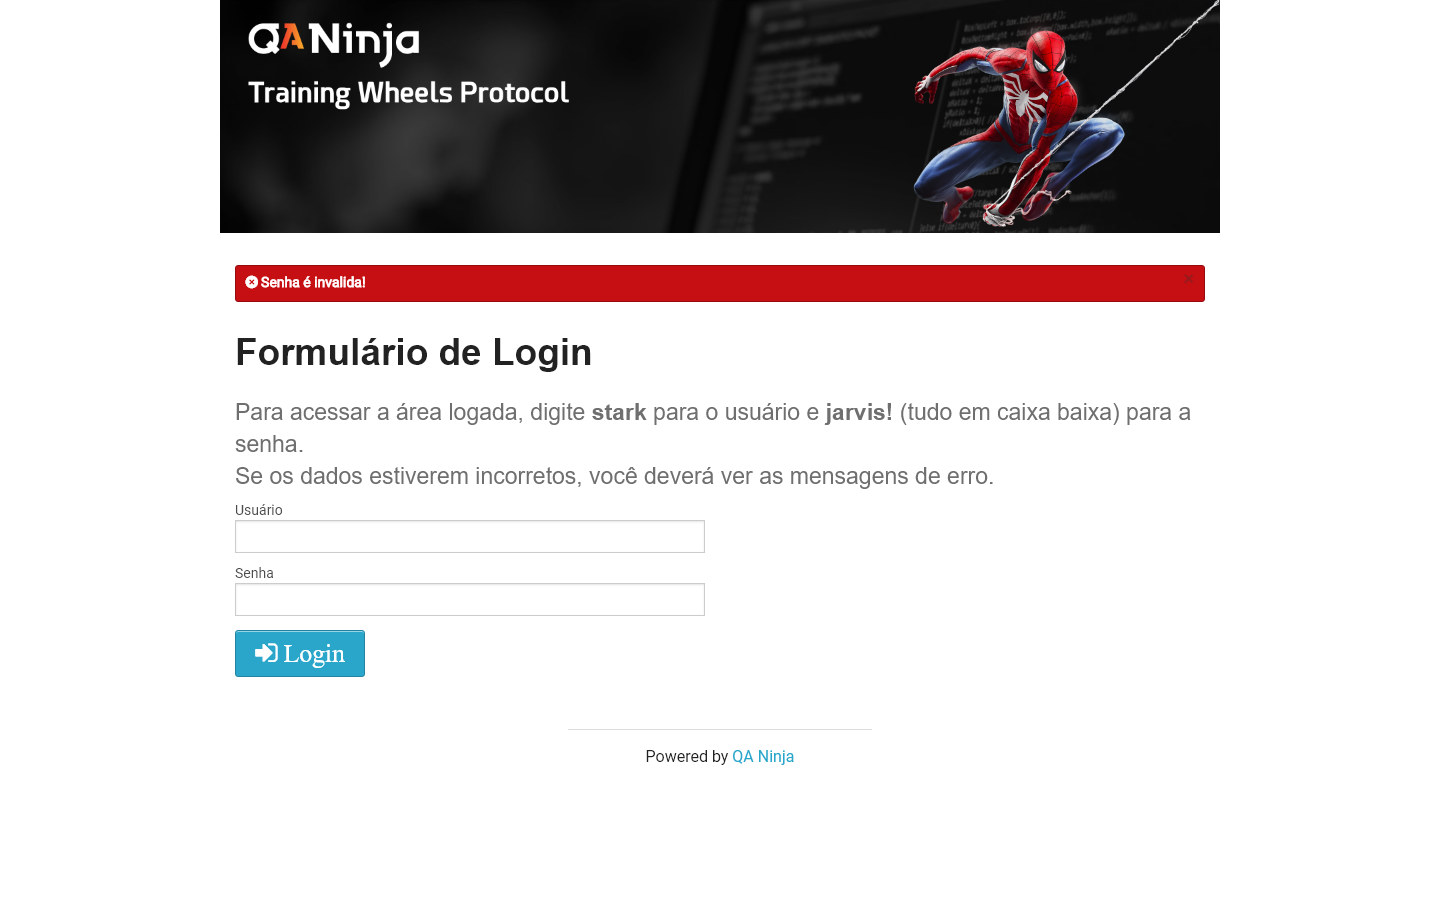 QANinja
Training Wheels Protocol
Senha é invalida!
×
Formulário de Login
Para acessar a área logada, digite stark para o usuário e jarvis! (tudo em caixa baixa) para a
senha.
Se os dados estiverem incorretos, você deverá ver as mensagens de erro.
Usuário
Senha
Login
Powered by QA Ninja